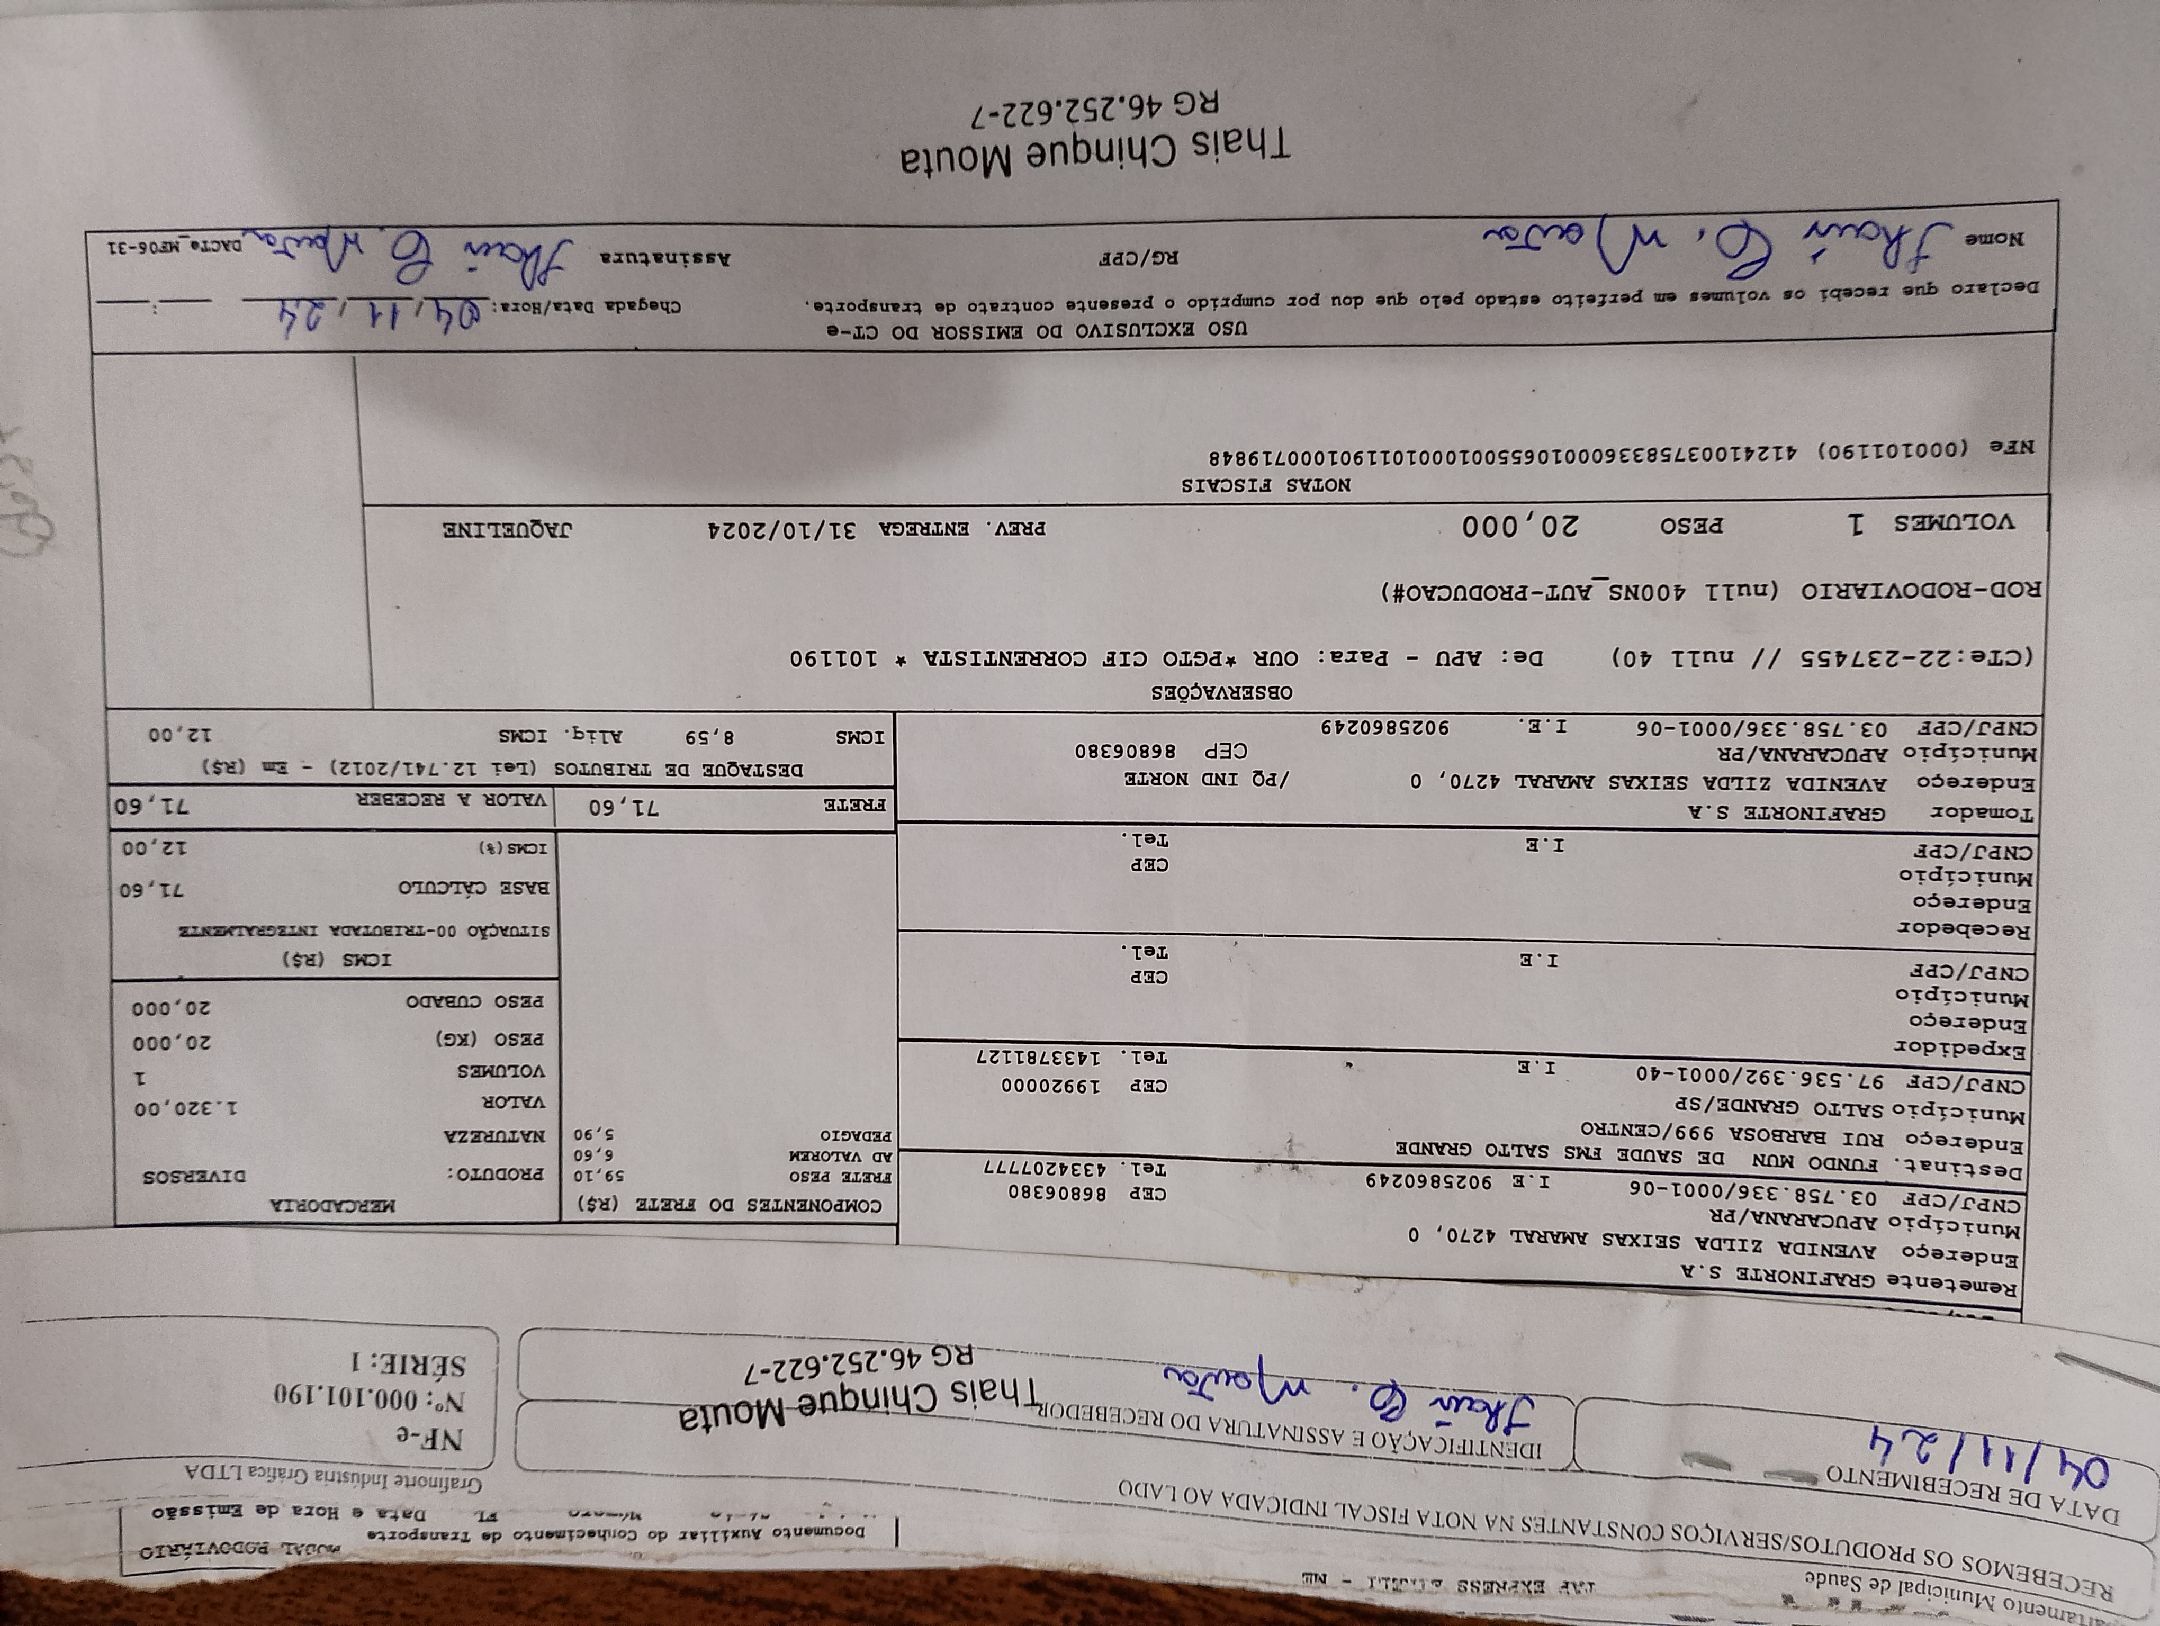 artamento Municipal de Saude
RECEBEMOS OS PRODUTOS/SERVIÇOS CONSTANTES NA NOTA FISCAL INDICADA AO LADO
DATA DE RECEBIMENTO
04/11/24
IDENTIFICAÇÃO E ASSINATURA DO RECEBEDOR
Thais C. Mouta
Thais Chinque Mouta
RG 46.252.622-7
EXPRESS
MODAL RODOVIÁRIO
Documento Auxiliar do Conhecimento de Transporte
Número FL Data e Hora de Emissão
Grafinorte Indústria Gráfica LTDA
NF-e
Nº: 000.101.190
SÉRIE: 1
Remetente GRAFINORTE S.A
Endereço AVENIDA ZILDA SEIXAS AMARAL 4270, 0
Município APUCARANA/PR CEP 86806380
CNPJ/CPF 03.758.336/0001-06 I.E 9025860249 Tel. 4334207777
Destinat. FUNDO MUN DE SAUDE FMS SALTO GRANDE
Endereço RUI BARBOSA 999/CENTRO
Município SALTO GRANDE/SP CEP 19920000
CNPJ/CPF 97.536.392/0001-40 I.E Tel. 1433781127
Expedidor
Endereço
Município CEP
CNPJ/CPF I.E Tel.
Recebedor
Endereço
Município CEP
CNPJ/CPF I.E Tel.
Tomador GRAFINORTE S.A
Endereço AVENIDA ZILDA SEIXAS AMARAL 4270, 0 /PQ IND NORTE
Município APUCARANA/PR CEP 86806380
CNPJ/CPF 03.758.336/0001-06 I.E. 9025860249
COMPONENTES DO FRETE (R$)
FRETE PESO 59,10
AD VALOREM 6,60
PEDAGIO 5,90
MERCADORIA
PRODUTO: DIVERSOS
NATUREZA
VALOR 1.320,00
VOLUMES 1
PESO (KG) 20,000
PESO CUBADO 20,000
ICMS (R$)
SITUAÇÃO 00-TRIBUTADA INTEGRALMENTE
BASE CÁLCULO 71,60
ICMS(%) 12,00
FRETE 71,60 VALOR A RECEBER 71,60
DESTAQUE DE TRIBUTOS (Lei 12.741/2012) - Em (R$)
ICMS 8,59 Aliq. ICMS 12,00
OBSERVAÇÕES
(CTe:22-237455 // null 40) De: APU - Para: OUR *PGTO CIF CORRENTISTA * 101190
ROD-RODOVIARIO (null 400NS_AUT-PRODUCAO#)
VOLUMES 1 PESO 20,000 PREV. ENTREGA 31/10/2024 JAQUELINE
NOTAS FISCAIS
NFe (000101190) 41241003758336000106550010001011901000719848
USO EXCLUSIVO DO EMISSOR DO CT-e
Declaro que recebi os volumes em perfeito estado pelo que dou por cumprido o presente contrato de transporte. Chegada Data/Hora: 04/11/24 __:__
Nome Thais C. Mouta RG/CPF Assinatura Thais C. Mouta DACTe_MF06-31
Thais Chinque Mouta
RG 46.252.622-7